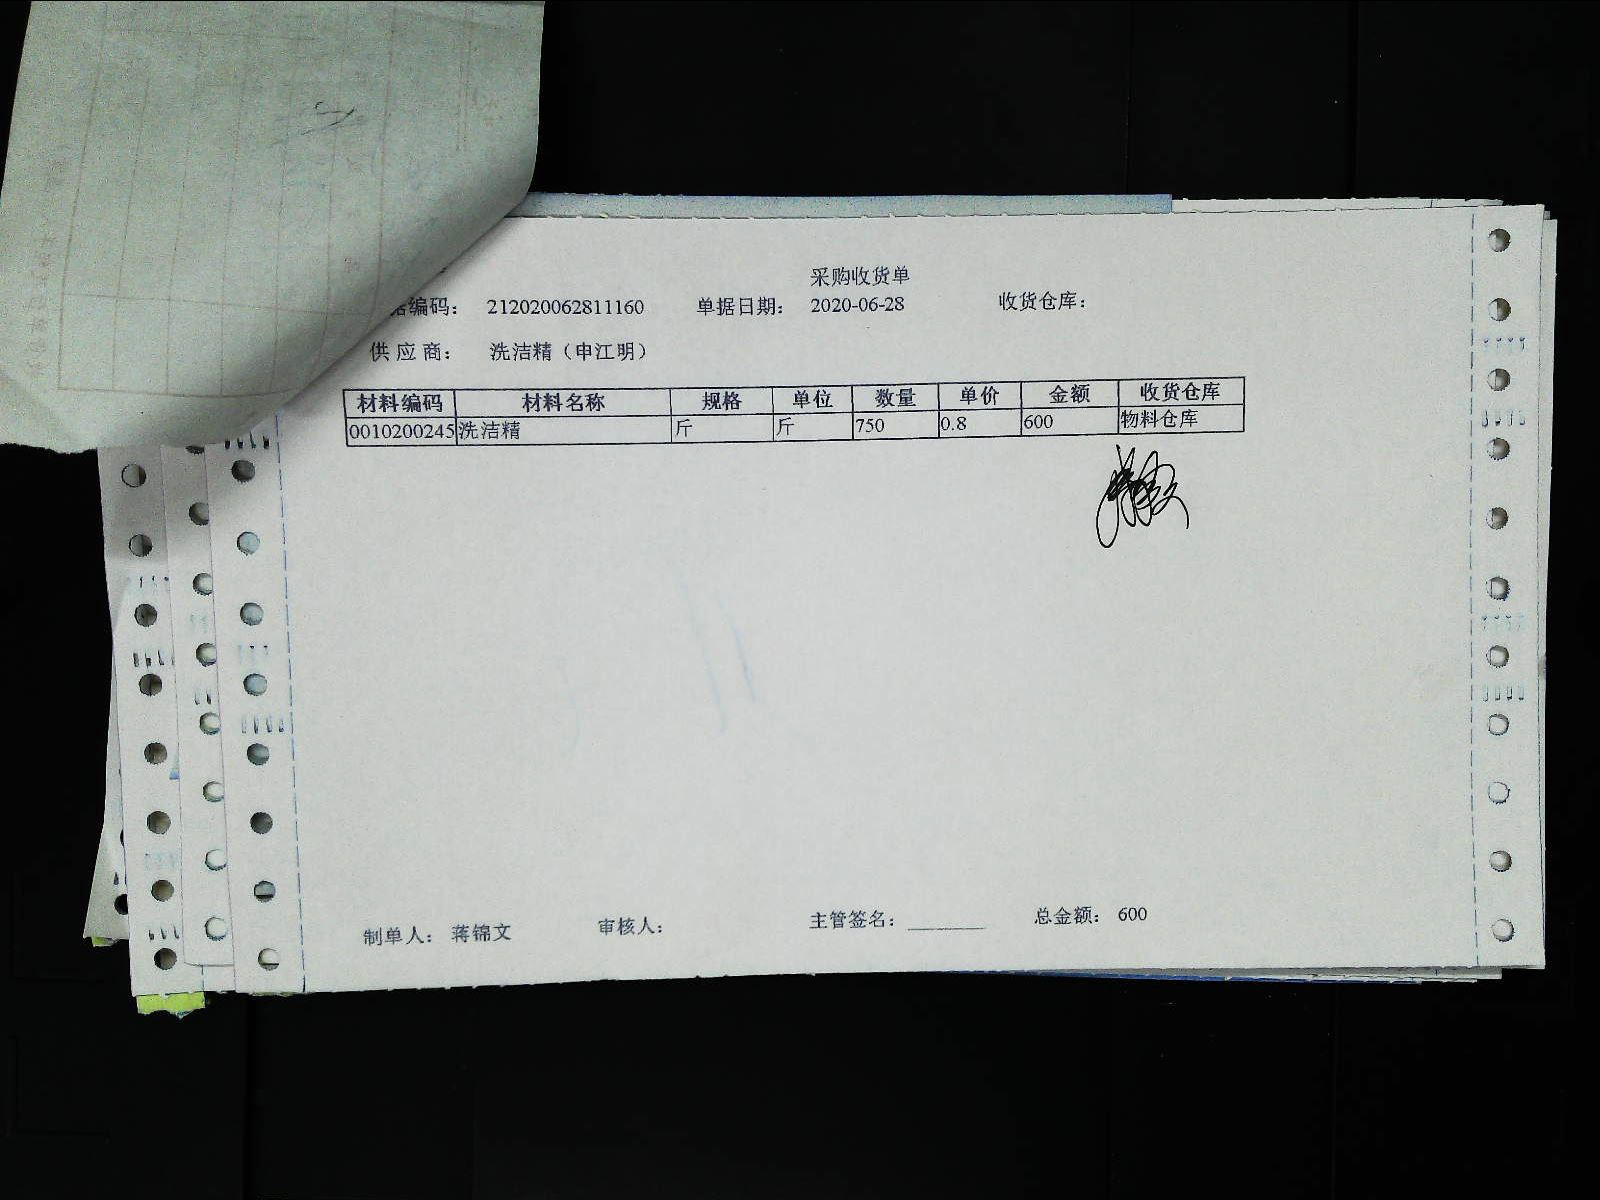 采购收货单
据编码： 212020062811160 单据日期： 2020-06-28 收货仓库：
供应商： 洗洁精（申江明）
材料编码 材料名称 规格 单位 数量 单价 金额 收货仓库
0010200245 洗洁精 斤 斤 750 0.8 600 物料仓库
制单人： 蒋锦文 审核人： 主管签名：________ 总金额： 600